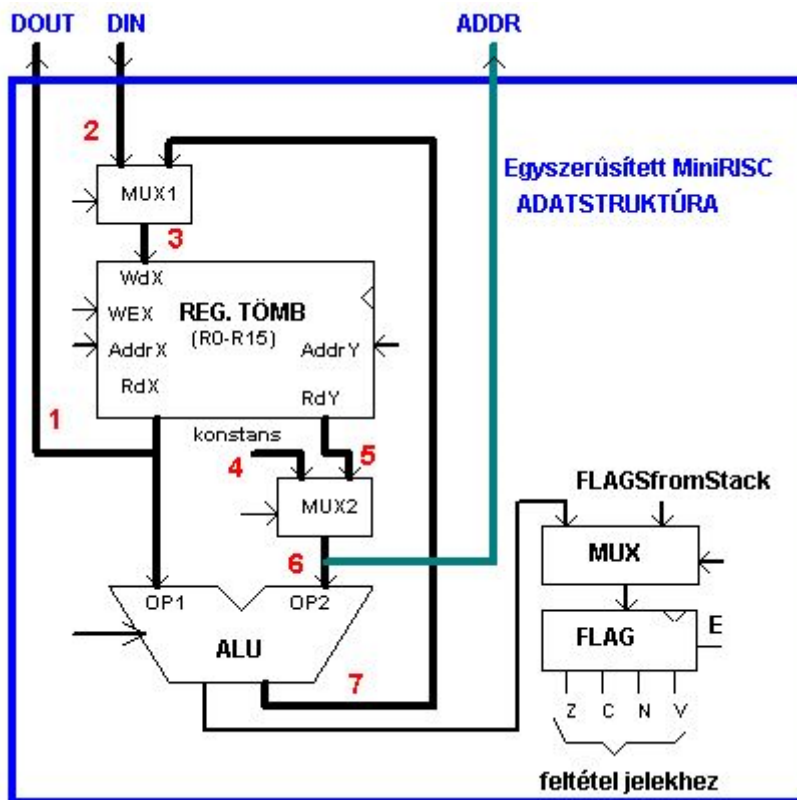 DOUT DIN ADDR
2
Egyszerûsített MiniRISC
ADATSTRUKTÚRA
MUX1
3
WdX
WEX
REG. TÖMB
(R0-R15)
AddrX
AddrY
RdX
RdY
1
konstans
4
5
FLAGSfromStack
MUX2
MUX
6
OP1
OP2
FLAG
E
ALU
7
Z C N V
feltétel jelekhez